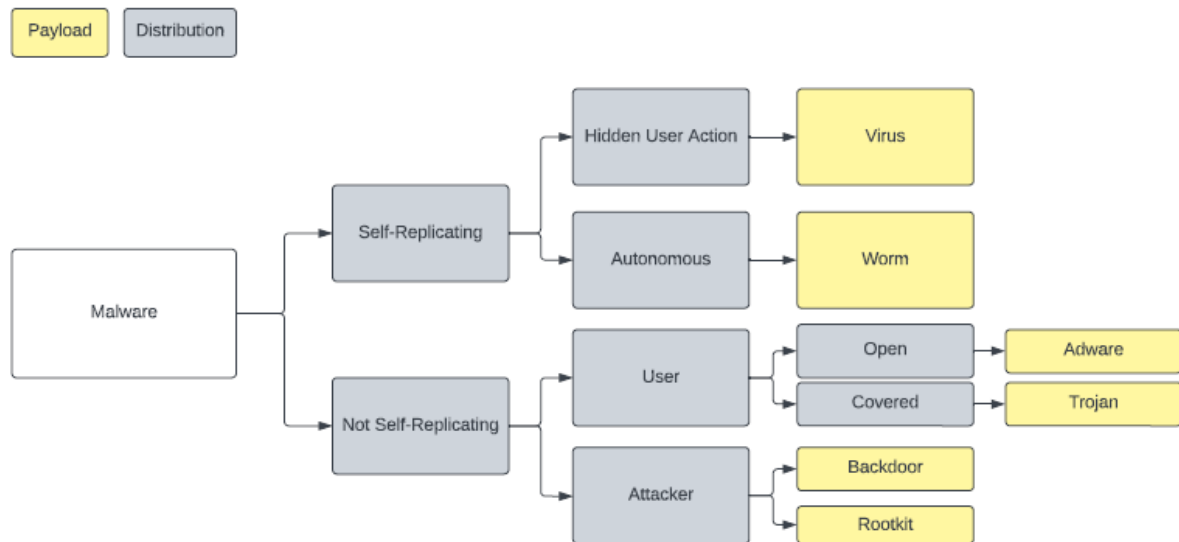 Payload
Distribution
Hidden User Action
Virus
Self-Replicating
Autonomous
Worm
Malware
Open
Adware
User
Covered
Trojan
Not Self-Replicating
Backdoor
Attacker
Rootkit